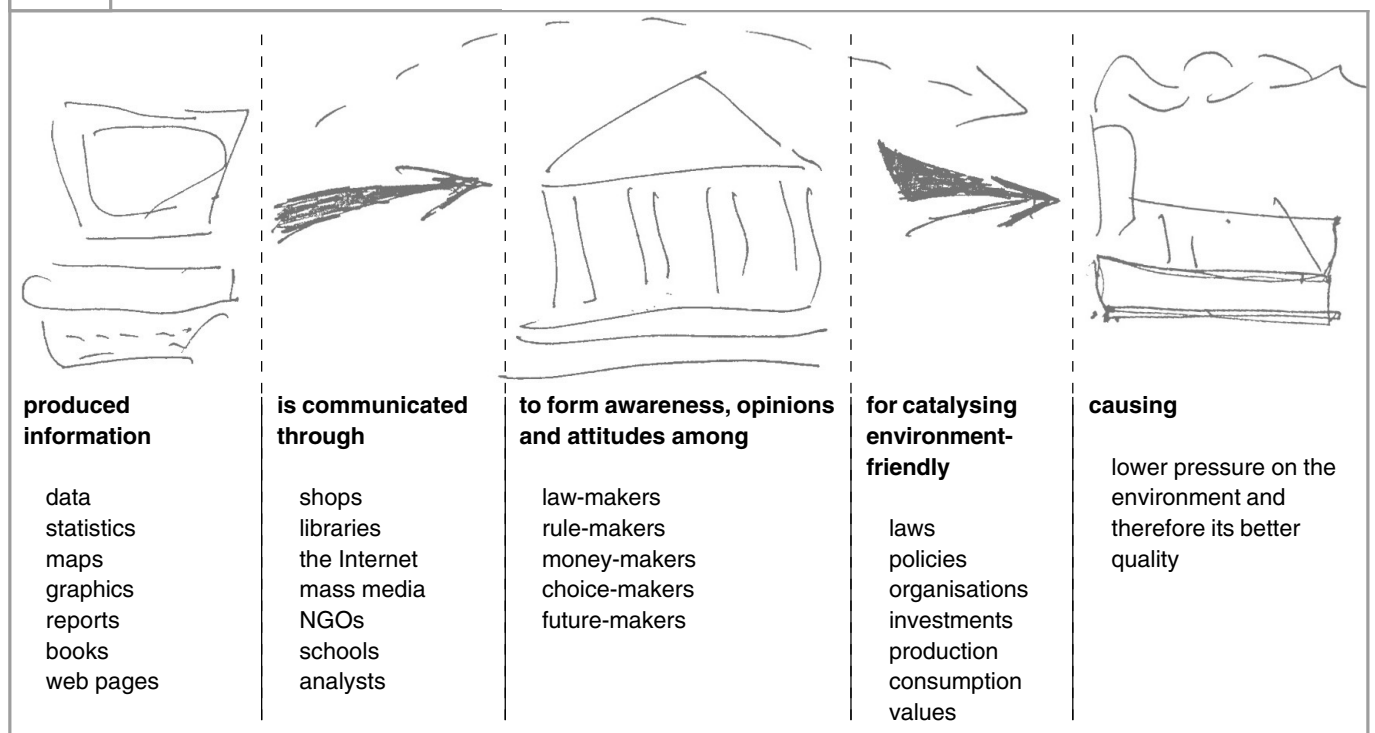 produced
information
data
statistics
maps
graphics
reports
books
web pages
is communicated
through
shops
libraries
the Internet
mass media
NGOs
schools
analysts
to form awareness, opinions
and attitudes among
law-makers
rule-makers
money-makers
choice-makers
future-makers
for catalysing
environment-
friendly
laws
policies
organisations
investments
production
consumption
values
causing
lower pressure on the
environment and
therefore its better
quality